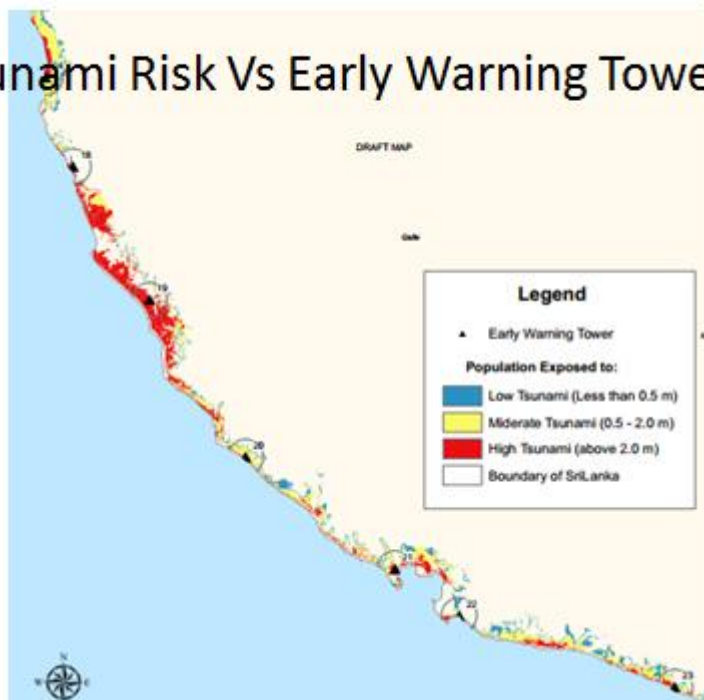 unami Risk Vs Early Warning Towe
DRAFT MAP
18
Galle
19
Legend
Early Warning Tower
Population Exposed to:
Low Tsunami (Less than 0.5 m)
Miderate Tsunami (0.5 - 2.0 m)
High Tsunami (above 2.0 m)
Boundary of SriLanka
20
21
22
23
N
W E
S